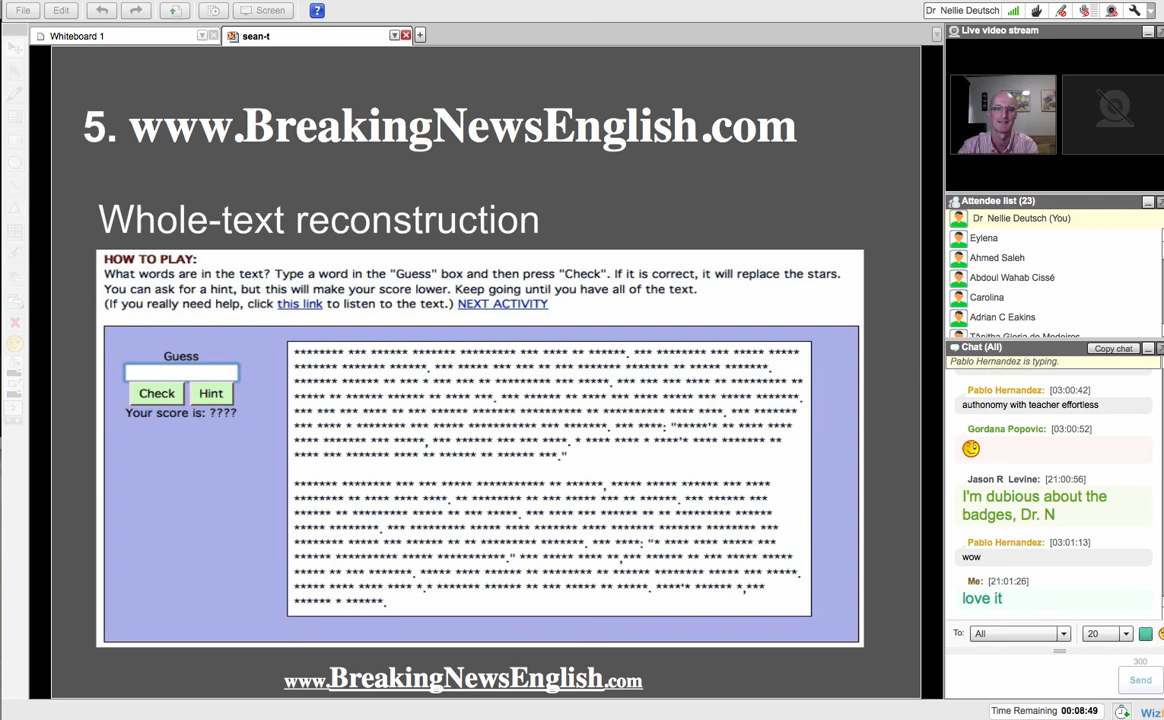 File
Edit
Screen
?
Dr Nellie Deutsch
Whiteboard 1
sean-t
Live video stream
5. www.BreakingNewsEnglish.com
Whole-text reconstruction
HOW TO PLAY:
What words are in the text? Type a word in the "Guess" box and then press "Check". If it is correct, it will replace the stars.
You can ask for a hint, but this will make your score lower. Keep going until you have all of the text.
(If you really need help, click this link to listen to the text.) NEXT ACTIVITY
Guess
Check Hint
Your score is: ????
www.BreakingNewsEnglish.com
Attendee list (23)
Dr Nellie Deutsch (You)
Eylena
Ahmed Saleh
Abdoul Wahab Cissé
Carolina
Adrian C Eakins
Chat (All)
Copy chat
Pablo Hernandez is typing.
Pablo Hernandez: [03:00:42]
authonomy with teacher effortless
Gordana Popovic: [03:00:52]
Jason R Levine: [21:00:56]
I'm dubious about the
badges, Dr. N
Pablo Hernandez: [03:01:13]
wow
Me: [21:01:26]
love it
To: All 20
300
Send
Time Remaining 00:08:49
Wiz